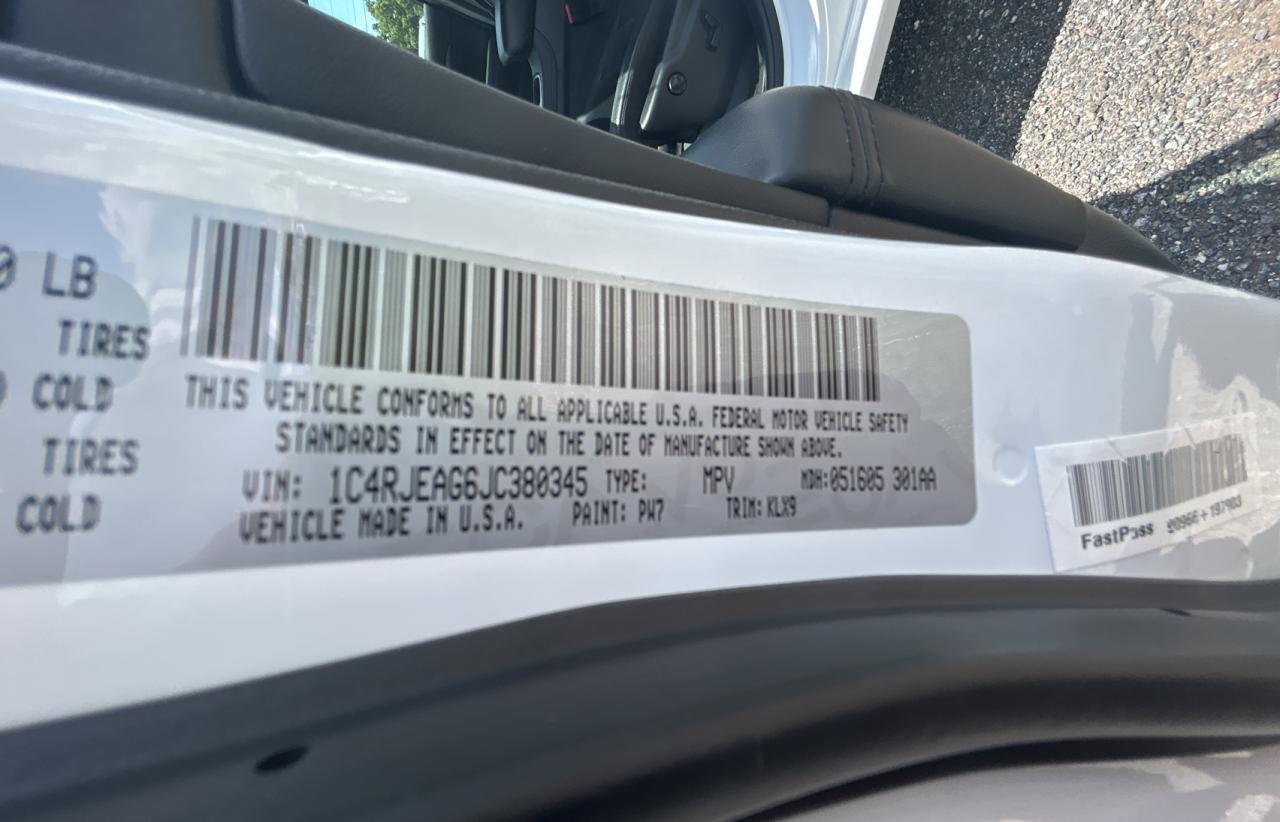 LB
TIRES
COLD
TIRES
COLD
THIS VEHICLE CONFORMS TO ALL APPLICABLE U.S.A. FEDERAL MOTOR VEHICLE SAFETY
STANDARDS IN EFFECT ON THE DATE OF MANUFACTURE SHOWN ABOVE.
VIN: 1C4RJEAG6JC380345 TYPE: MPV MDH:051605 301AA
VEHICLE MADE IN U.S.A. PAINT: PW7 TRIM: KLX9
FastPass